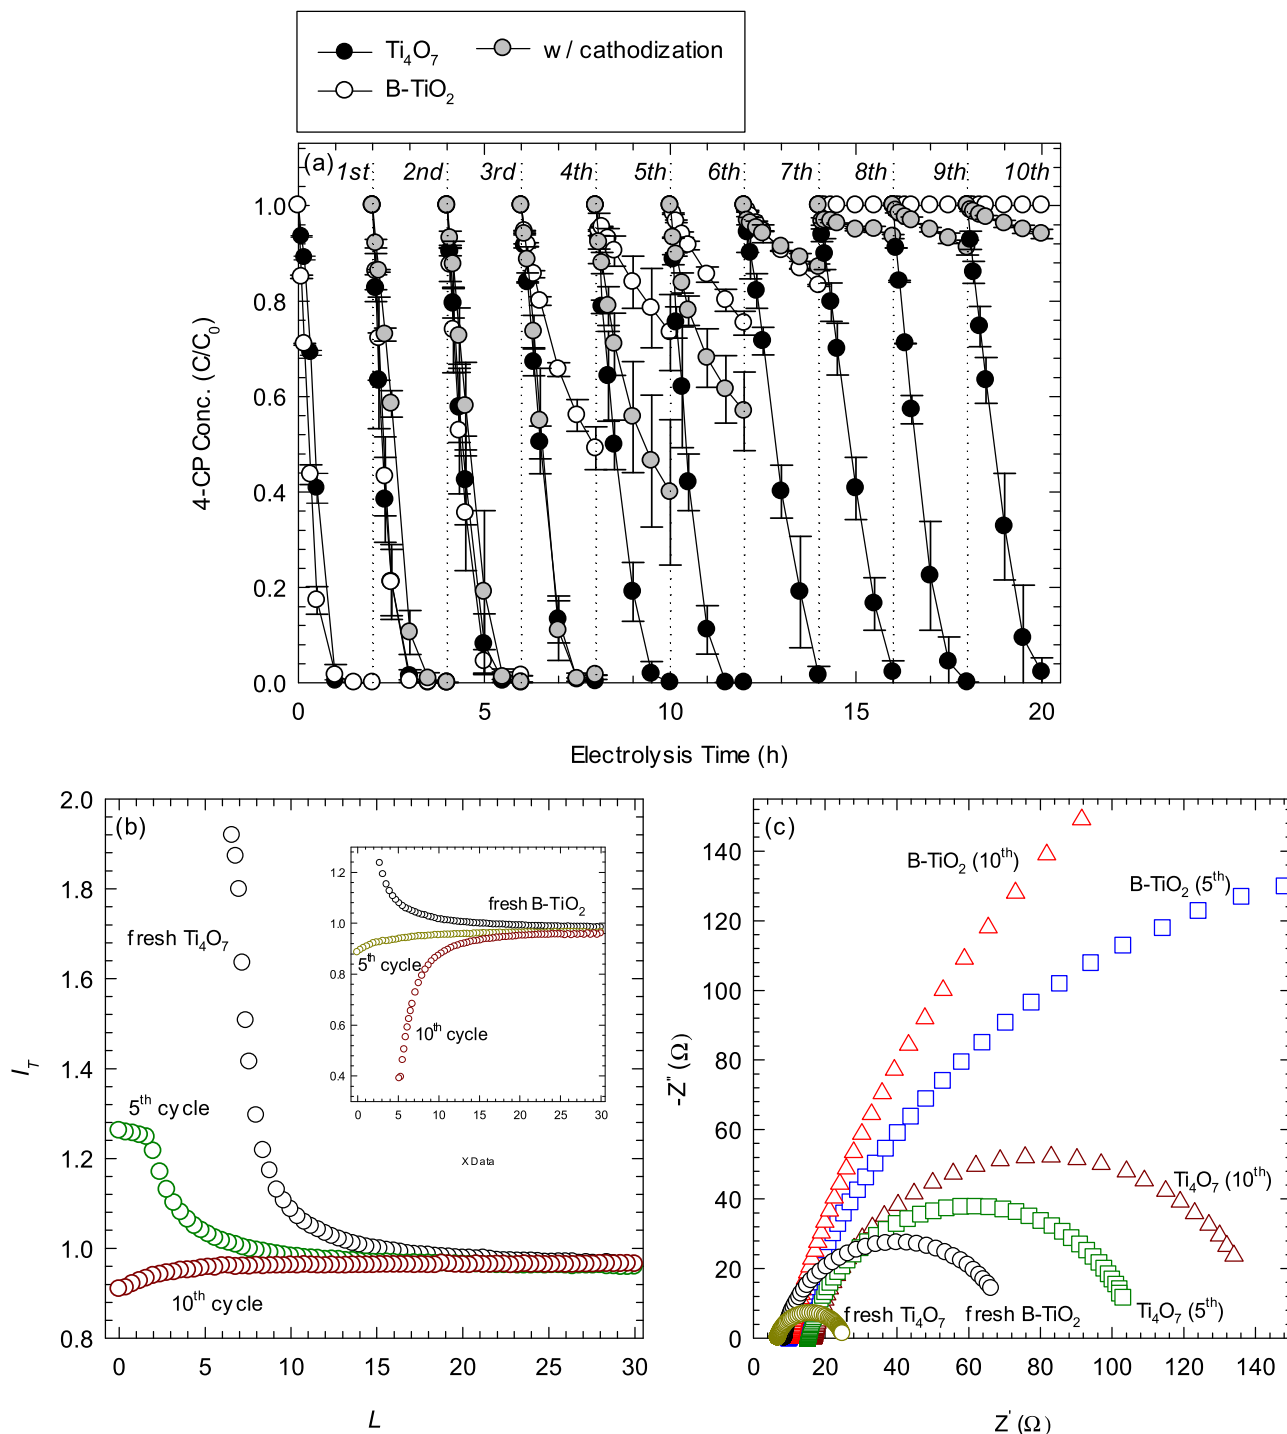 Ti₄O₇ w/ cathodization
B-TiO₂
(a) 1st 2nd 3rd 4th 5th 6th 7th 8th 9th 10th
1.0
0.8
0.6
0.4
0.2
0.0
4-CP Conc. (C/C₀)
0 5 10 15 20
Electrolysis Time (h)
(b)
2.0
1.8
1.6
1.4
1.2
1.0
0.8
I_T
fresh Ti₄O₇
5th cycle
10th cycle
0 5 10 15 20 25 30
L
1.2
1.0
0.8
0.6
0.4
fresh B-TiO₂
5th cycle
10th cycle
0 5 10 15 20 25 30
X Data
(c)
140
120
100
80
60
40
20
0
-Z" (Ω)
B-TiO₂ (10th)
B-TiO₂ (5th)
Ti₄O₇ (10th)
Ti₄O₇ (5th)
fresh Ti₄O₇ fresh B-TiO₂
0 20 40 60 80 100 120 140
Z' (Ω)